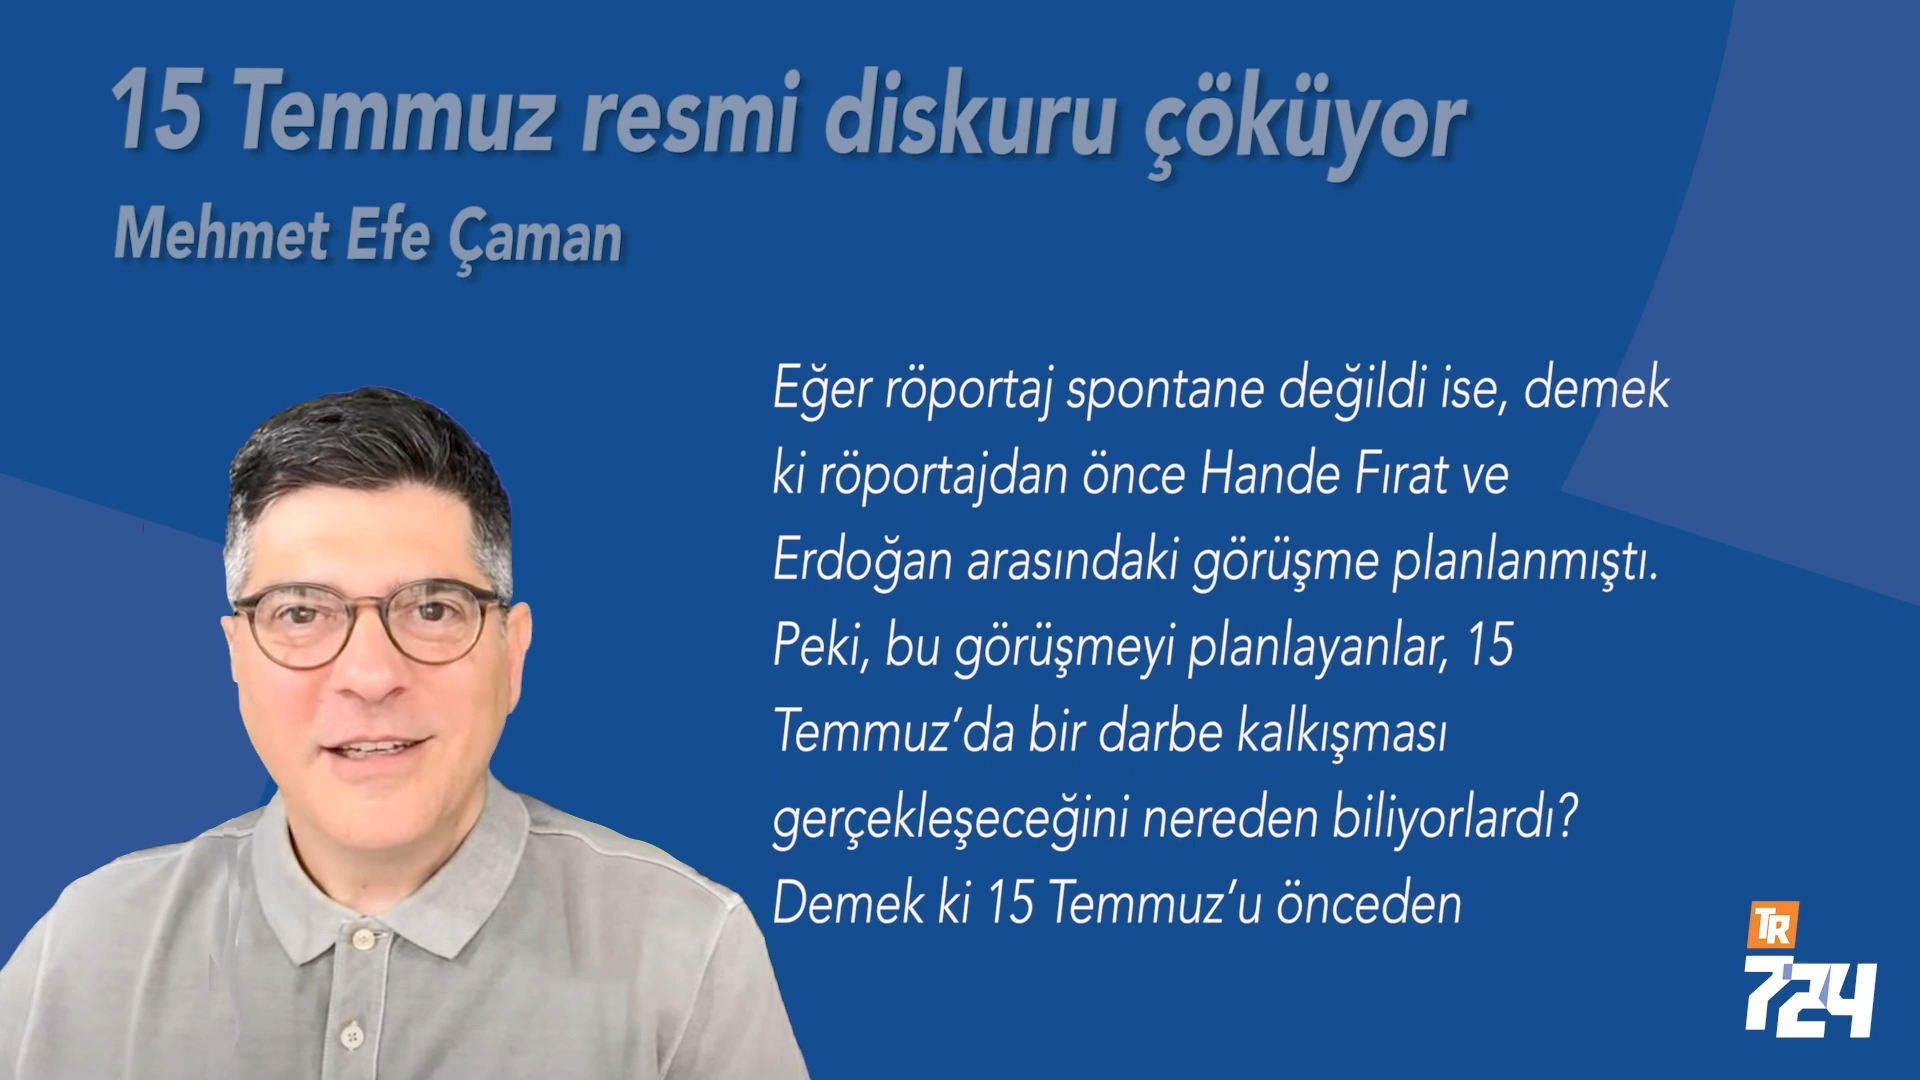 15 Temmuz resmi diskuru çöküyor
Mehmet Efe Çaman
Eğer röportaj spontane değildi ise, demek
ki röportajdan önce Hande Fırat ve
Erdoğan arasındaki görüşme planlanmıştı.
Peki, bu görüşmeyi planlayanlar, 15
Temmuz’da bir darbe kalkışması
gerçekleşeceğini nereden biliyorlardı?
Demek ki 15 Temmuz’u önceden
TR
724